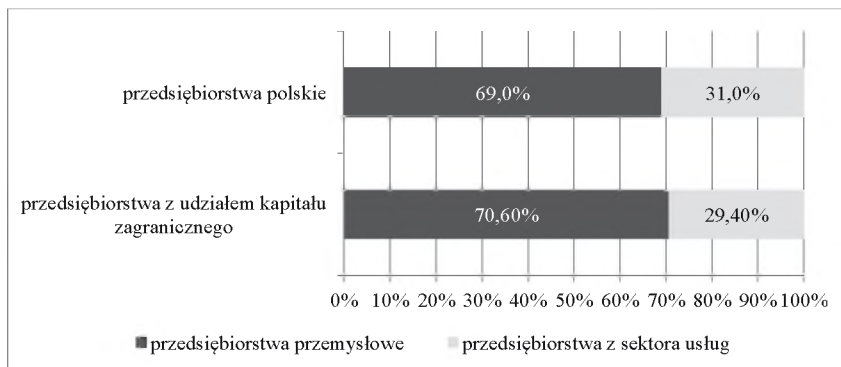 przedsiębiorstwa polskie
69,0% 31,0%
przedsiębiorstwa z udziałem kapitału
zagranicznego
70,60% 29,40%
0% 10% 20% 30% 40% 50% 60% 70% 80% 90% 100%
przedsiębiorstwa przemysłowe przedsiębiorstwa z sektora usług